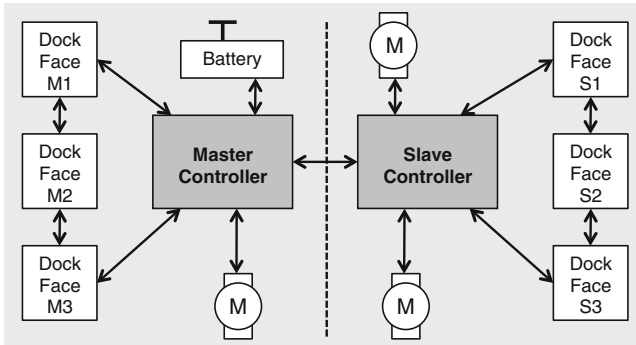 Dock
Face
M1
Battery
M
Dock
Face
S1
Dock
Face
M2
Master
Controller
Slave
Controller
Dock
Face
S2
Dock
Face
M3
M
M
Dock
Face
S3